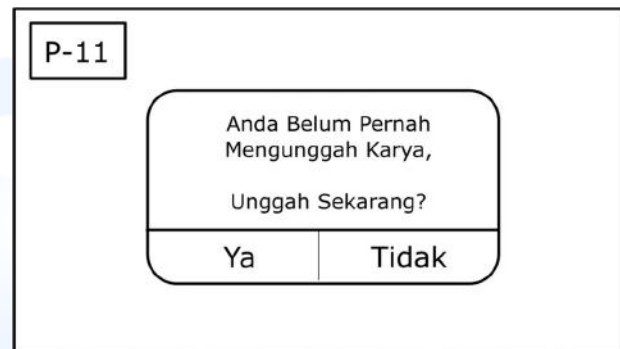 P-11
Anda Belum Pernah
Mengunggah Karya,
Unggah Sekarang?
Ya
Tidak